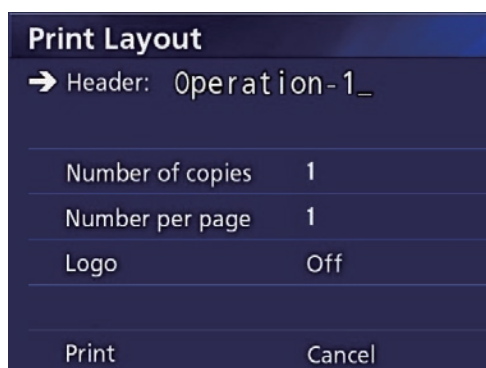 Print Layout
➔ Header: Operation-1_
Number of copies 1
Number per page 1
Logo Off
Print Cancel